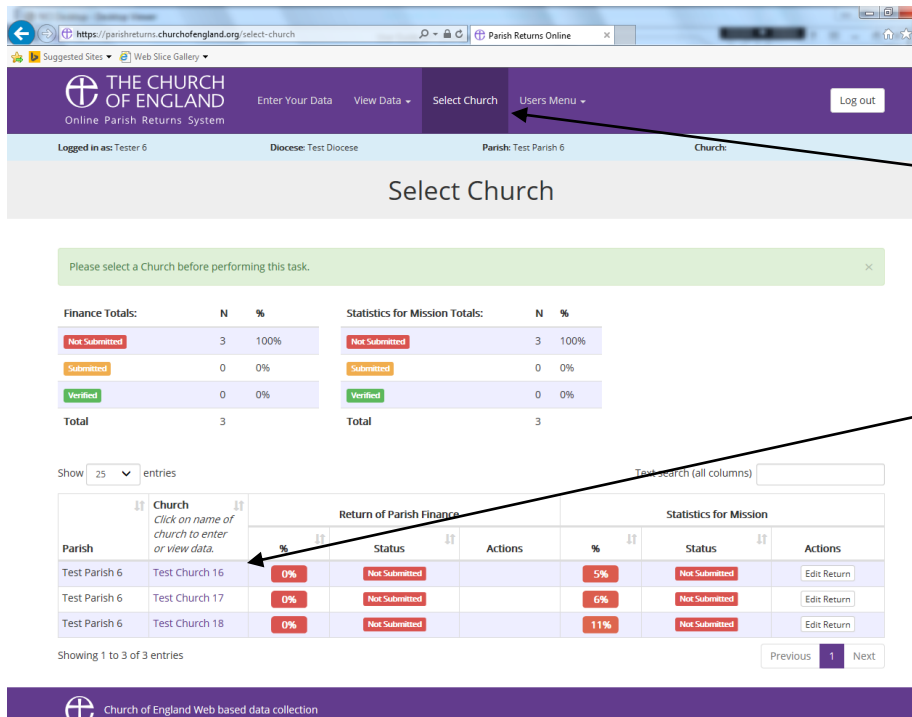 https://parishreturns.churchofengland.org/select-church
Parish Returns Online
Suggested Sites
Web Slice Gallery
THE CHURCH
OF ENGLAND
Online Parish Returns System
Enter Your Data View Data Select Church Users Menu Log out
Logged in as: Tester 6 Diocese: Test Diocese Parish: Test Parish 6 Church:
Select Church
Please select a Church before performing this task. ×
Finance Totals: N % Statistics for Mission Totals: N %
Not Submitted 3 100% Not Submitted 3 100%
Submitted 0 0% Submitted 0 0%
Verified 0 0% Verified 0 0%
Total 3 Total 3
Show 25 entries Text search (all columns)
Parish
Church
Click on name of
church to enter
or view data.
Return of Parish Finance Statistics for Mission
% Status Actions % Status Actions
Test Parish 6 Test Church 16 0% Not Submitted 5% Not Submitted Edit Return
Test Parish 6 Test Church 17 0% Not Submitted 6% Not Submitted Edit Return
Test Parish 6 Test Church 18 0% Not Submitted 11% Not Submitted Edit Return
Showing 1 to 3 of 3 entries Previous 1 Next
Church of England Web based data collection